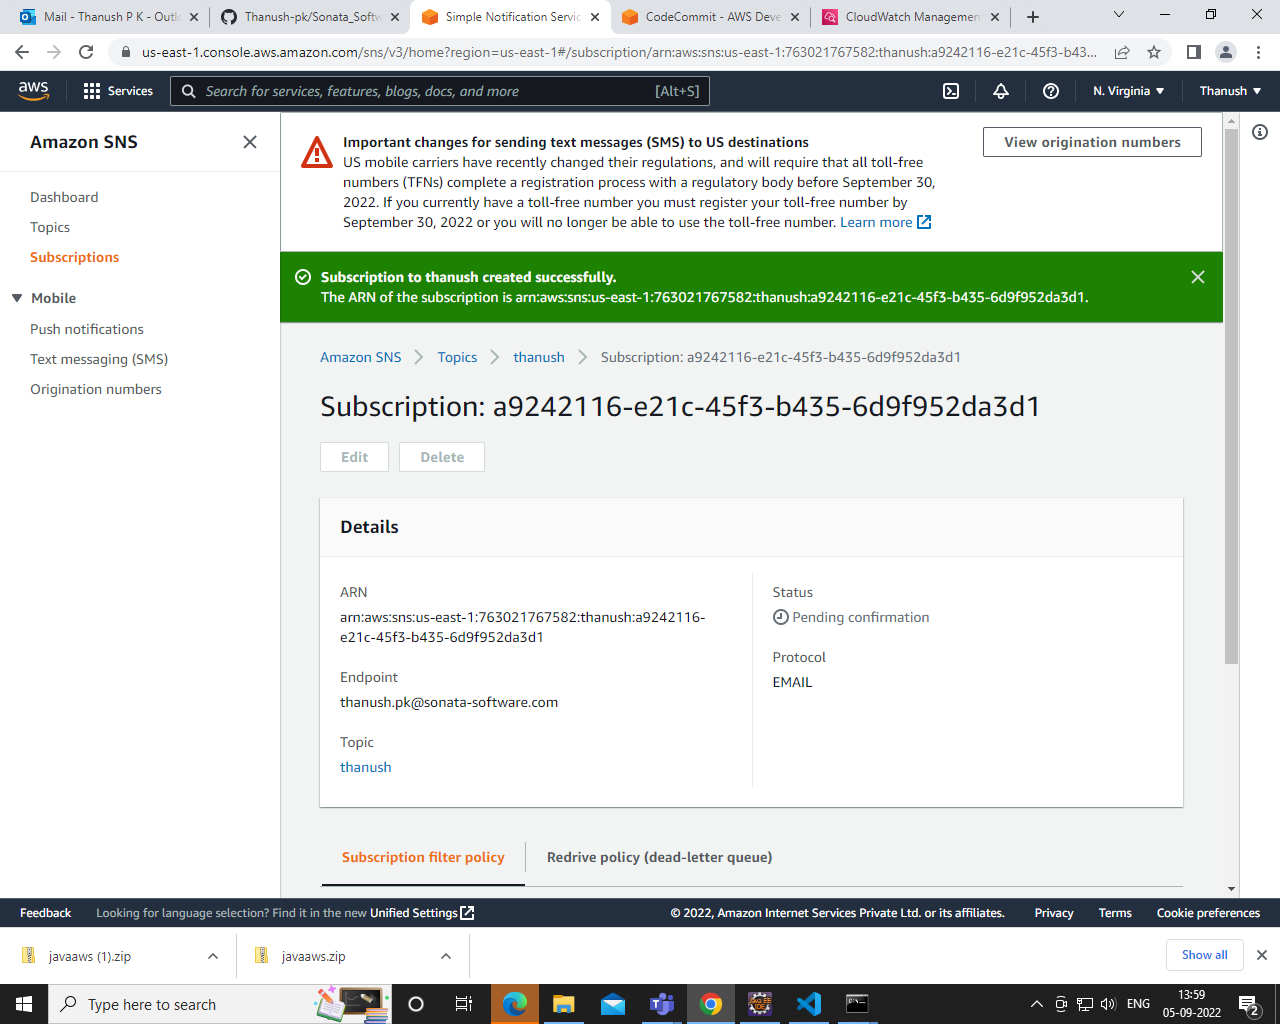 Mail - Thanush P K - Outl
Thanush-pk/Sonata_Softw
Simple Notification Servic
CodeCommit - AWS Deve
CloudWatch Management
us-east-1.console.aws.amazon.com/sns/v3/home?region=us-east-1#/subscription/arn:aws:sns:us-east-1:763021767582:thanush:a9242116-e21c-45f3-b43...
aws
Services
Search for services, features, blogs, docs, and more
[Alt+S]
N. Virginia
Thanush
Amazon SNS
Dashboard
Topics
Subscriptions
Mobile
Push notifications
Text messaging (SMS)
Origination numbers
Important changes for sending text messages (SMS) to US destinations
US mobile carriers have recently changed their regulations, and will require that all toll-free
numbers (TFNs) complete a registration process with a regulatory body before September 30,
2022. If you currently have a toll-free number you must register your toll-free number by
September 30, 2022 or you will no longer be able to use the toll-free number. Learn more
View origination numbers
Subscription to thanush created successfully.
The ARN of the subscription is arn:aws:sns:us-east-1:763021767582:thanush:a9242116-e21c-45f3-b435-6d9f952da3d1.
Amazon SNS
Topics
thanush
Subscription: a9242116-e21c-45f3-b435-6d9f952da3d1
Subscription: a9242116-e21c-45f3-b435-6d9f952da3d1
Edit
Delete
Details
ARN
arn:aws:sns:us-east-1:763021767582:thanush:a9242116-
e21c-45f3-b435-6d9f952da3d1
Endpoint
thanush.pk@sonata-software.com
Topic
thanush
Status
Pending confirmation
Protocol
EMAIL
Subscription filter policy
Redrive policy (dead-letter queue)
Feedback
Looking for language selection? Find it in the new Unified Settings
© 2022, Amazon Internet Services Private Ltd. or its affiliates.
Privacy
Terms
Cookie preferences
javaaws (1).zip
javaaws.zip
Show all
Type here to search
ENG
13:59
05-09-2022
2